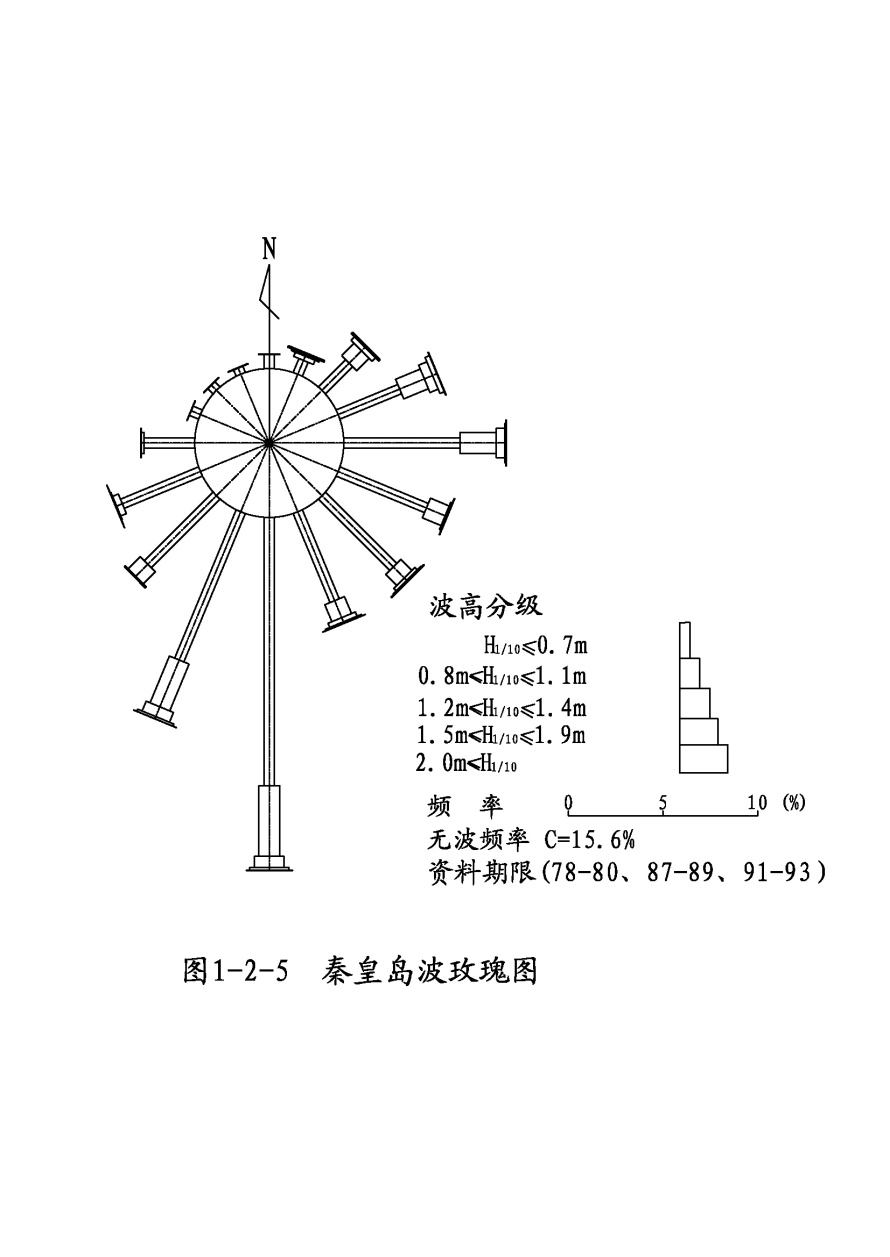 N
波高分级
H1/10≤0.7m
0.8m<H1/10≤1.1m
1.2m<H1/10≤1.4m
1.5m<H1/10≤1.9m
2.0m<H1/10
频 率 0 5 10 (%)
无波频率 C=15.6%
资料期限(78-80、87-89、91-93)
图1-2-5 秦皇岛波玫瑰图